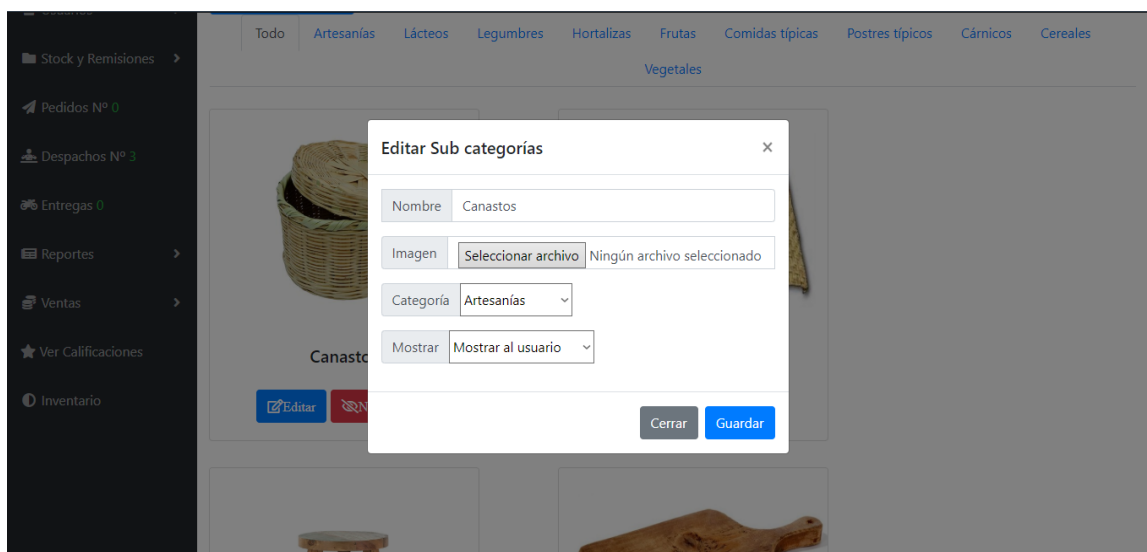 Todo Artesanías Lácteos Legumbres Hortalizas Frutas Comidas típicas Postres típicos Cárnicos Cereales
Vegetales
Stock y Remisiones
Pedidos Nº 0
Despachos Nº 3
Entregas 0
Reportes
Ventas
Ver Calificaciones
Inventario
Editar Sub categorías ×
Nombre Canastos
Imagen Seleccionar archivo Ningún archivo seleccionado
Categoría Artesanías
Mostrar Mostrar al usuario
Cerrar Guardar
Editar